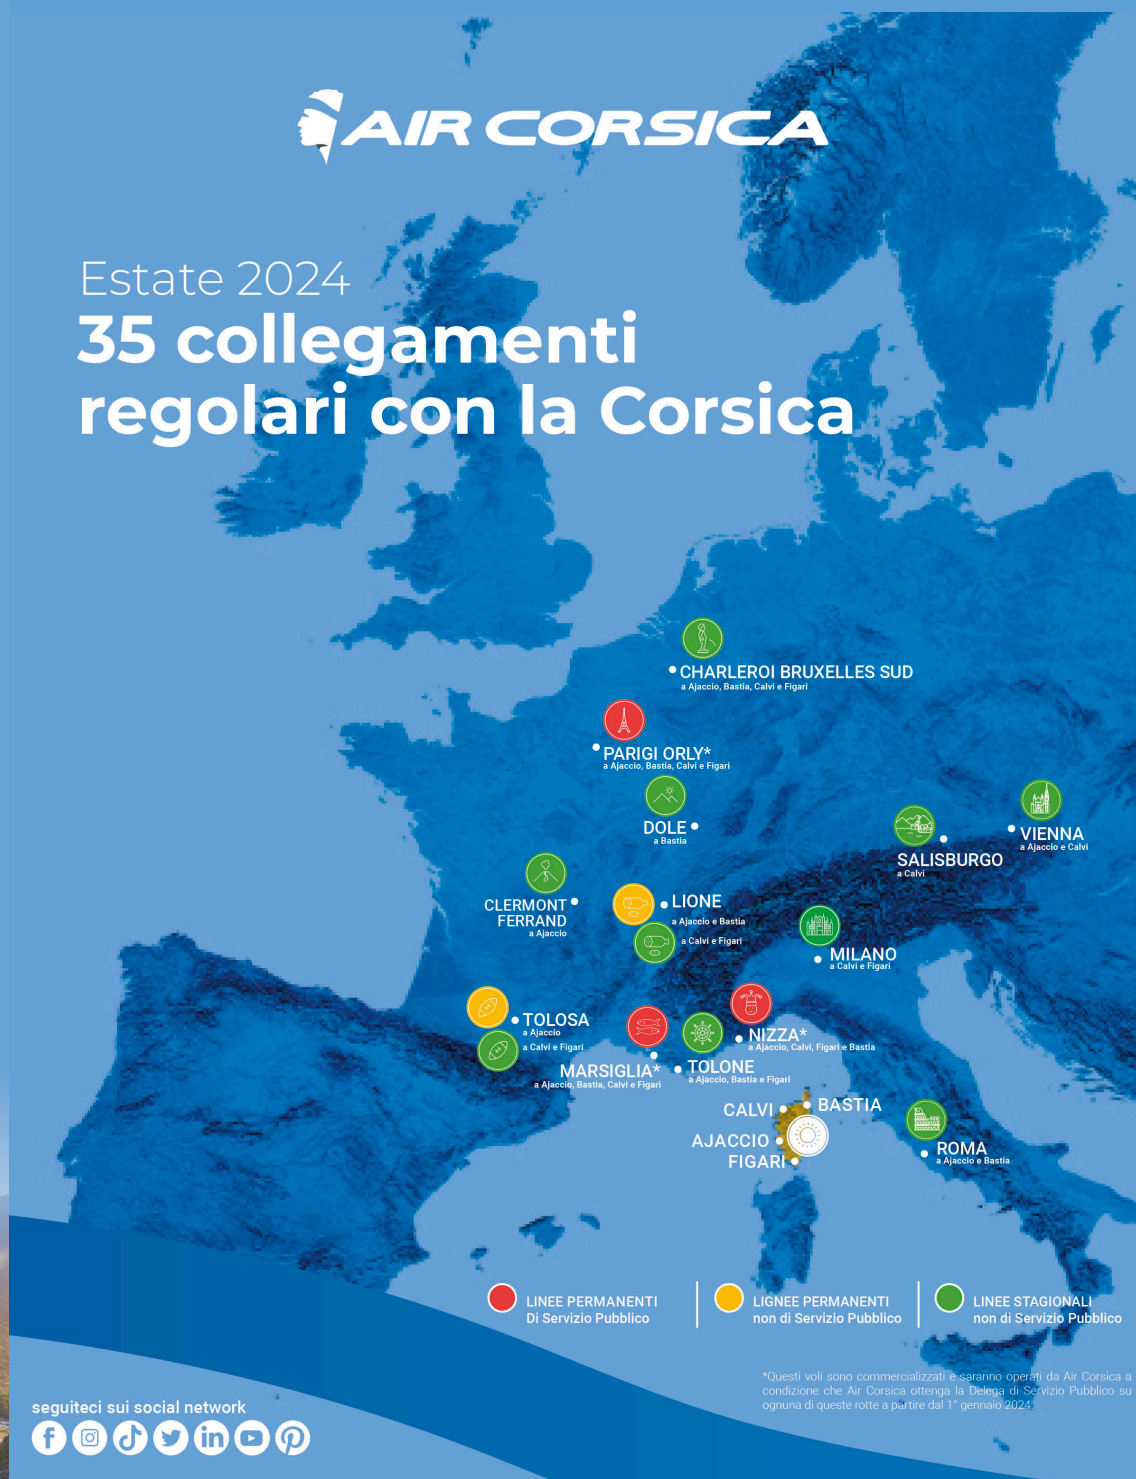 AIR CORSICA
Estate 2024
35 collegamenti
regolari con la Corsica
CHARLEROI BRUXELLES SUD
a Ajaccio, Bastia, Calvi e Figari
PARIGI ORLY*
a Ajaccio, Bastia, Calvi e Figari
DOLE
a Bastia
VIENNA
a Ajaccio e Calvi
SALISBURGO
a Calvi
CLERMONT
FERRAND
a Ajaccio
LIONE
a Ajaccio e Bastia
a Calvi e Figari
MILANO
a Calvi e Figari
TOLOSA
a Ajaccio
a Calvi e Figari
NIZZA*
a Ajaccio, Calvi, Figari e Bastia
MARSIGLIA*
a Ajaccio, Bastia, Calvi e Figari
TOLONE
a Ajaccio, Bastia e Figari
CALVI
BASTIA
AJACCIO
FIGARI
ROMA
a Ajaccio e Bastia
LINEE PERMANENTI
Di Servizio Pubblico
LIGNEE PERMANENTI
non di Servizio Pubblico
LINEE STAGIONALI
non di Servizio Pubblico
*Questi voli sono commercializzati e saranno operati da Air Corsica a
condizione che Air Corsica ottenga la Delega di Servizio Pubblico su
ognuna di queste rotte a partire dal 1° gennaio 2024.
seguiteci sui social network